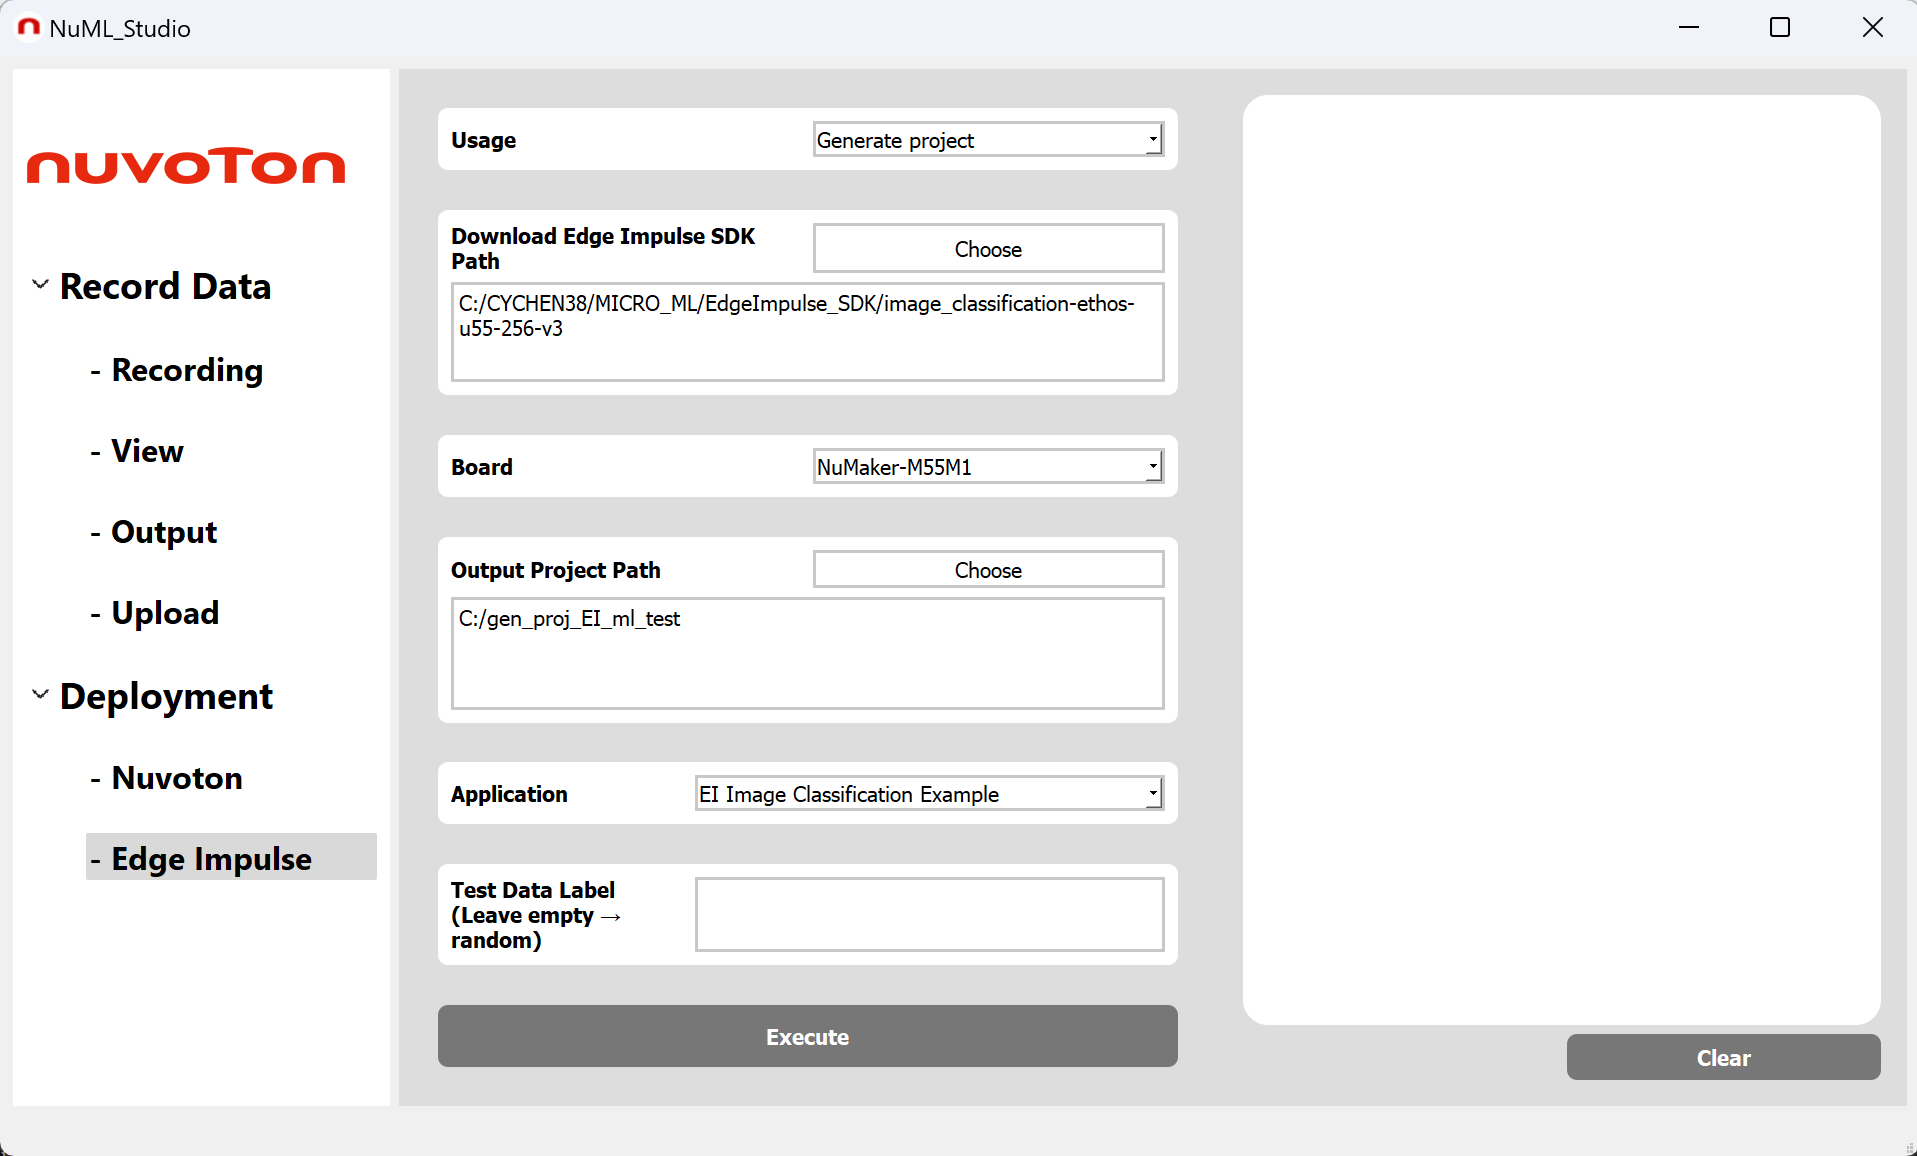 NuML_Studio
nuvoTon
Record Data
- Recording
- View
- Output
- Upload
Deployment
- Nuvoton
- Edge Impulse
Usage
Generate project
Download Edge Impulse SDK
Path
Choose
C:/CYCHEN38/MICRO_ML/EdgeImpulse_SDK/image_classification-ethos-
u55-256-v3
Board
NuMaker-M55M1
Output Project Path
Choose
C:/gen_proj_EI_ml_test
Application
EI Image Classification Example
Test Data Label
(Leave empty →
random)
Execute
Clear